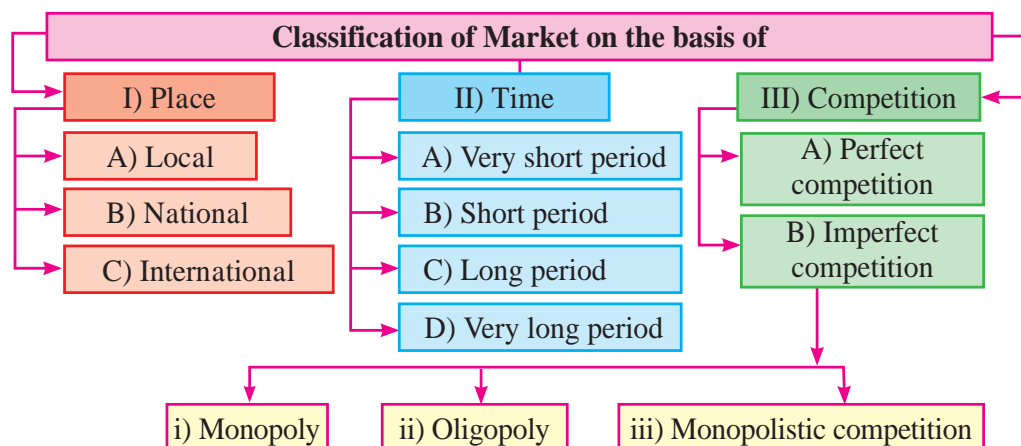 Classification of Market on the basis of
I) Place
A) Local
B) National
C) International
II) Time
A) Very short period
B) Short period
C) Long period
D) Very long period
III) Competition
A) Perfect
competition
B) Imperfect
competition
i) Monopoly
ii) Oligopoly
iii) Monopolistic competition